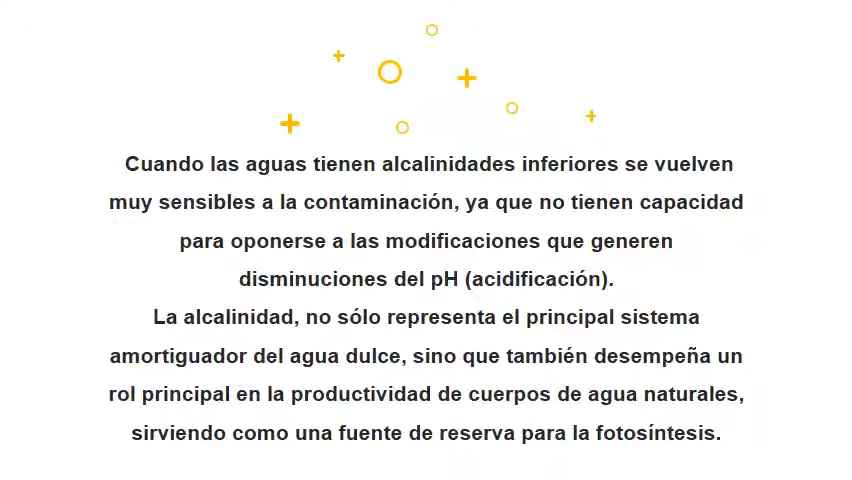 Cuando las aguas tienen alcalinidades inferiores se vuelven
muy sensibles a la contaminación, ya que no tienen capacidad
para oponerse a las modificaciones que generen
disminuciones del pH (acidificación).
La alcalinidad, no sólo representa el principal sistema
amortiguador del agua dulce, sino que también desempeña un
rol principal en la productividad de cuerpos de agua naturales,
sirviendo como una fuente de reserva para la fotosíntesis.